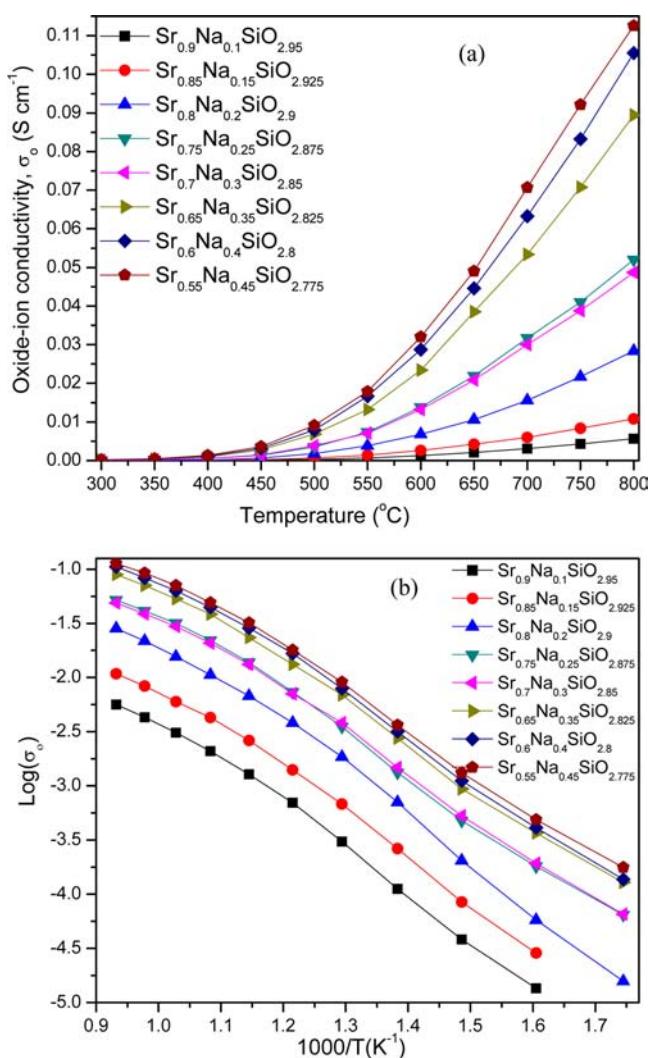 (a)
Oxide-ion conductivity, σo (S cm-1)
0.11
0.10
0.09
0.08
0.07
0.06
0.05
0.04
0.03
0.02
0.01
0.00
Sr0.9Na0.1SiO2.95
Sr0.85Na0.15SiO2.925
Sr0.8Na0.2SiO2.9
Sr0.75Na0.25SiO2.875
Sr0.7Na0.3SiO2.85
Sr0.65Na0.35SiO2.825
Sr0.6Na0.4SiO2.8
Sr0.55Na0.45SiO2.775
300 350 400 450 500 550 600 650 700 750 800
Temperature (oC)
(b)
Log(σo)
-1.0
-1.5
-2.0
-2.5
-3.0
-3.5
-4.0
-4.5
-5.0
Sr0.9Na0.1SiO2.95
Sr0.85Na0.15SiO2.925
Sr0.8Na0.2SiO2.9
Sr0.75Na0.25SiO2.875
Sr0.7Na0.3SiO2.85
Sr0.65Na0.35SiO2.825
Sr0.6Na0.4SiO2.8
Sr0.55Na0.45SiO2.775
0.9 1.0 1.1 1.2 1.3 1.4 1.5 1.6 1.7
1000/T(K-1)